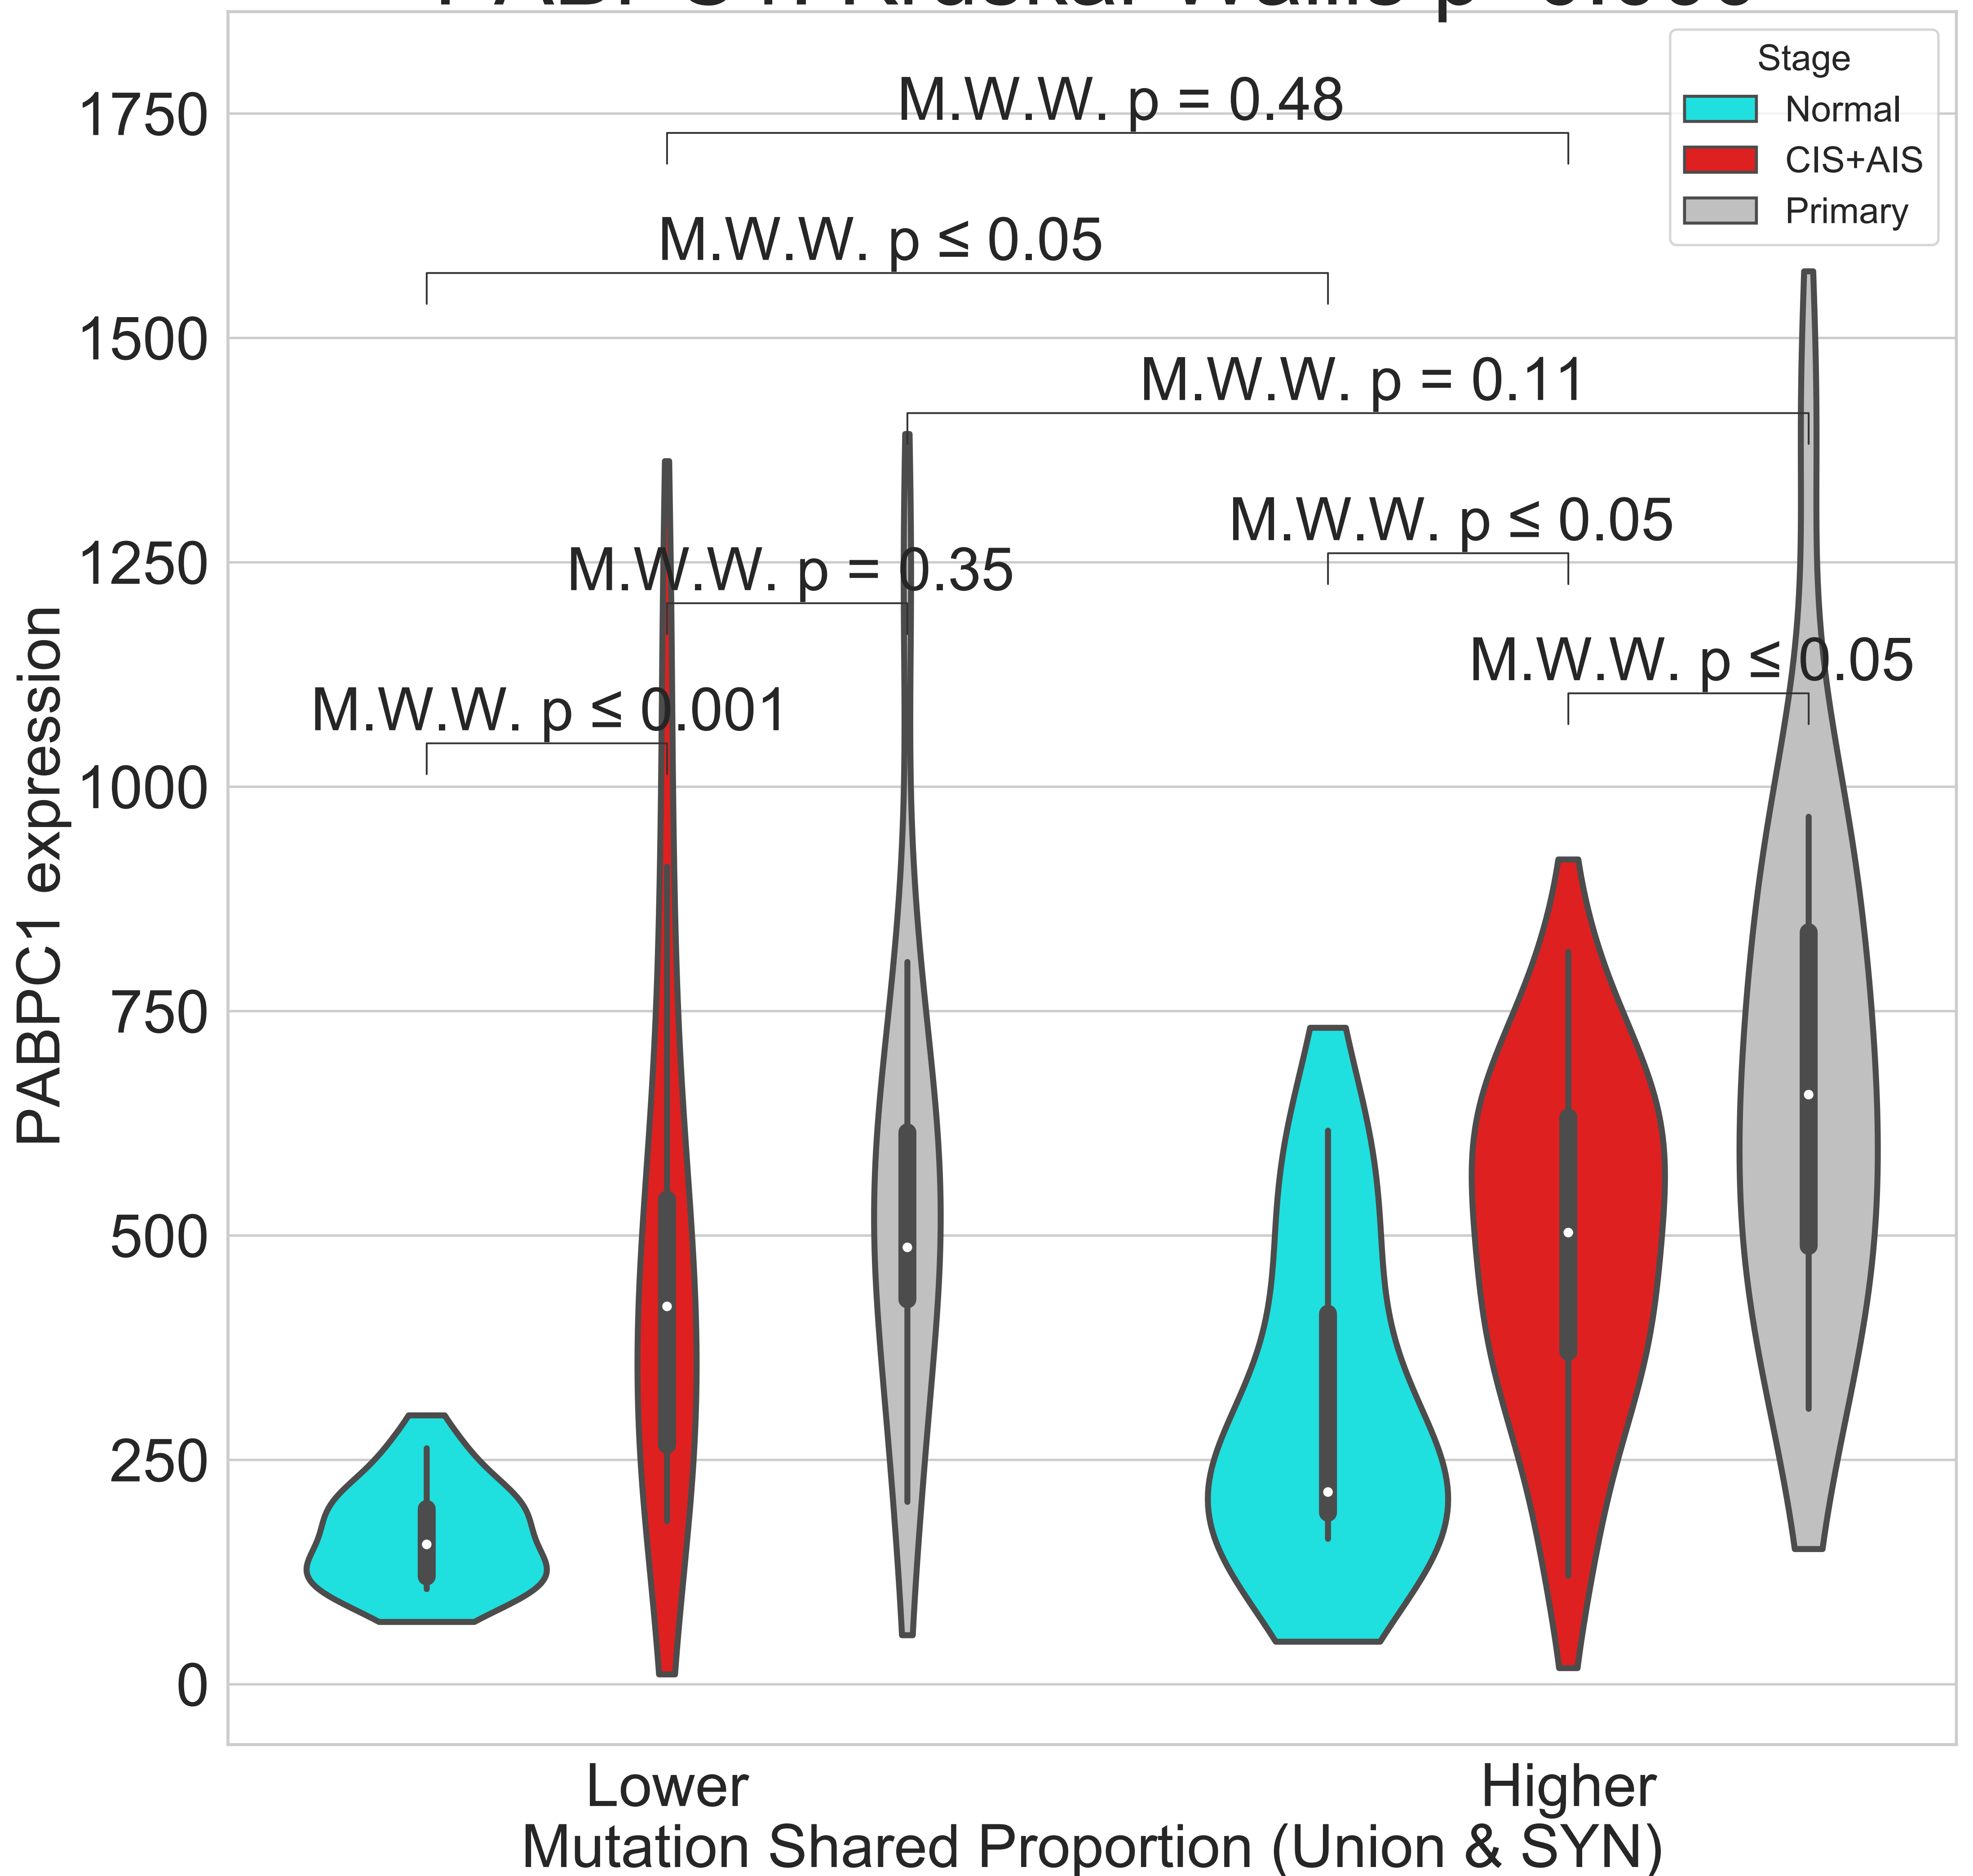 Stage
Normal
CIS+AIS
Primary
M.W.W. p = 0.48
M.W.W. p ≤ 0.05
M.W.W. p = 0.11
M.W.W. p ≤ 0.05
M.W.W. p = 0.35
M.W.W. p ≤ 0.05
M.W.W. p ≤ 0.001
1750
1500
1250
1000
750
500
250
0
PABPC1 expression
Lower
Higher
Mutation Shared Proportion (Union & SYN)